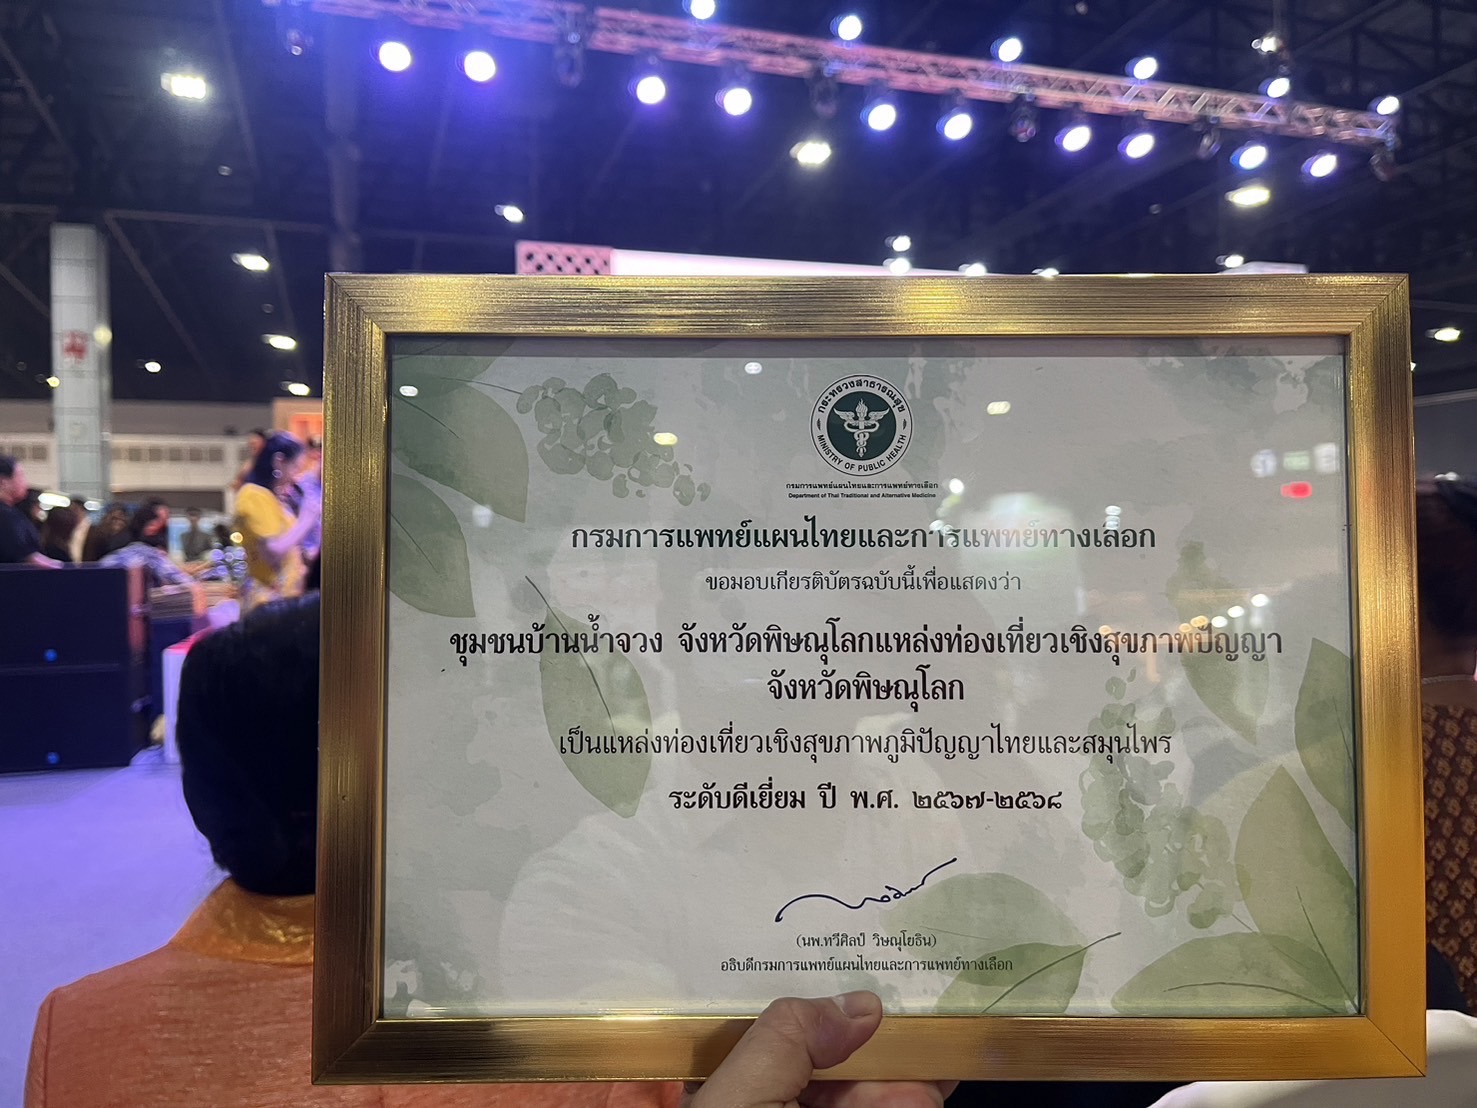 กระทรวงสาธารณสุข
MINISTRY OF PUBLIC HEALTH
กรมการแพทย์แผนไทยและการแพทย์ทางเลือก
Department of Thai Traditional and Alternative Medicine
กรมการแพทย์แผนไทยและการแพทย์ทางเลือก
ขอมอบเกียรติบัตรฉบับนี้เพื่อแสดงว่า
ชุมชนบ้านน้ำจวง จังหวัดพิษณุโลกแหล่งท่องเที่ยวเชิงสุขภาพปัญญา
จังหวัดพิษณุโลก
เป็นแหล่งท่องเที่ยวเชิงสุขภาพภูมิปัญญาไทยและสมุนไพร
ระดับดีเยี่ยม ปี พ.ศ. ๒๕๖๗-๒๕๖๘
(นพ.ทวีศิลป์ วิษณุโยธิน)
อธิบดีกรมการแพทย์แผนไทยและการแพทย์ทางเลือก